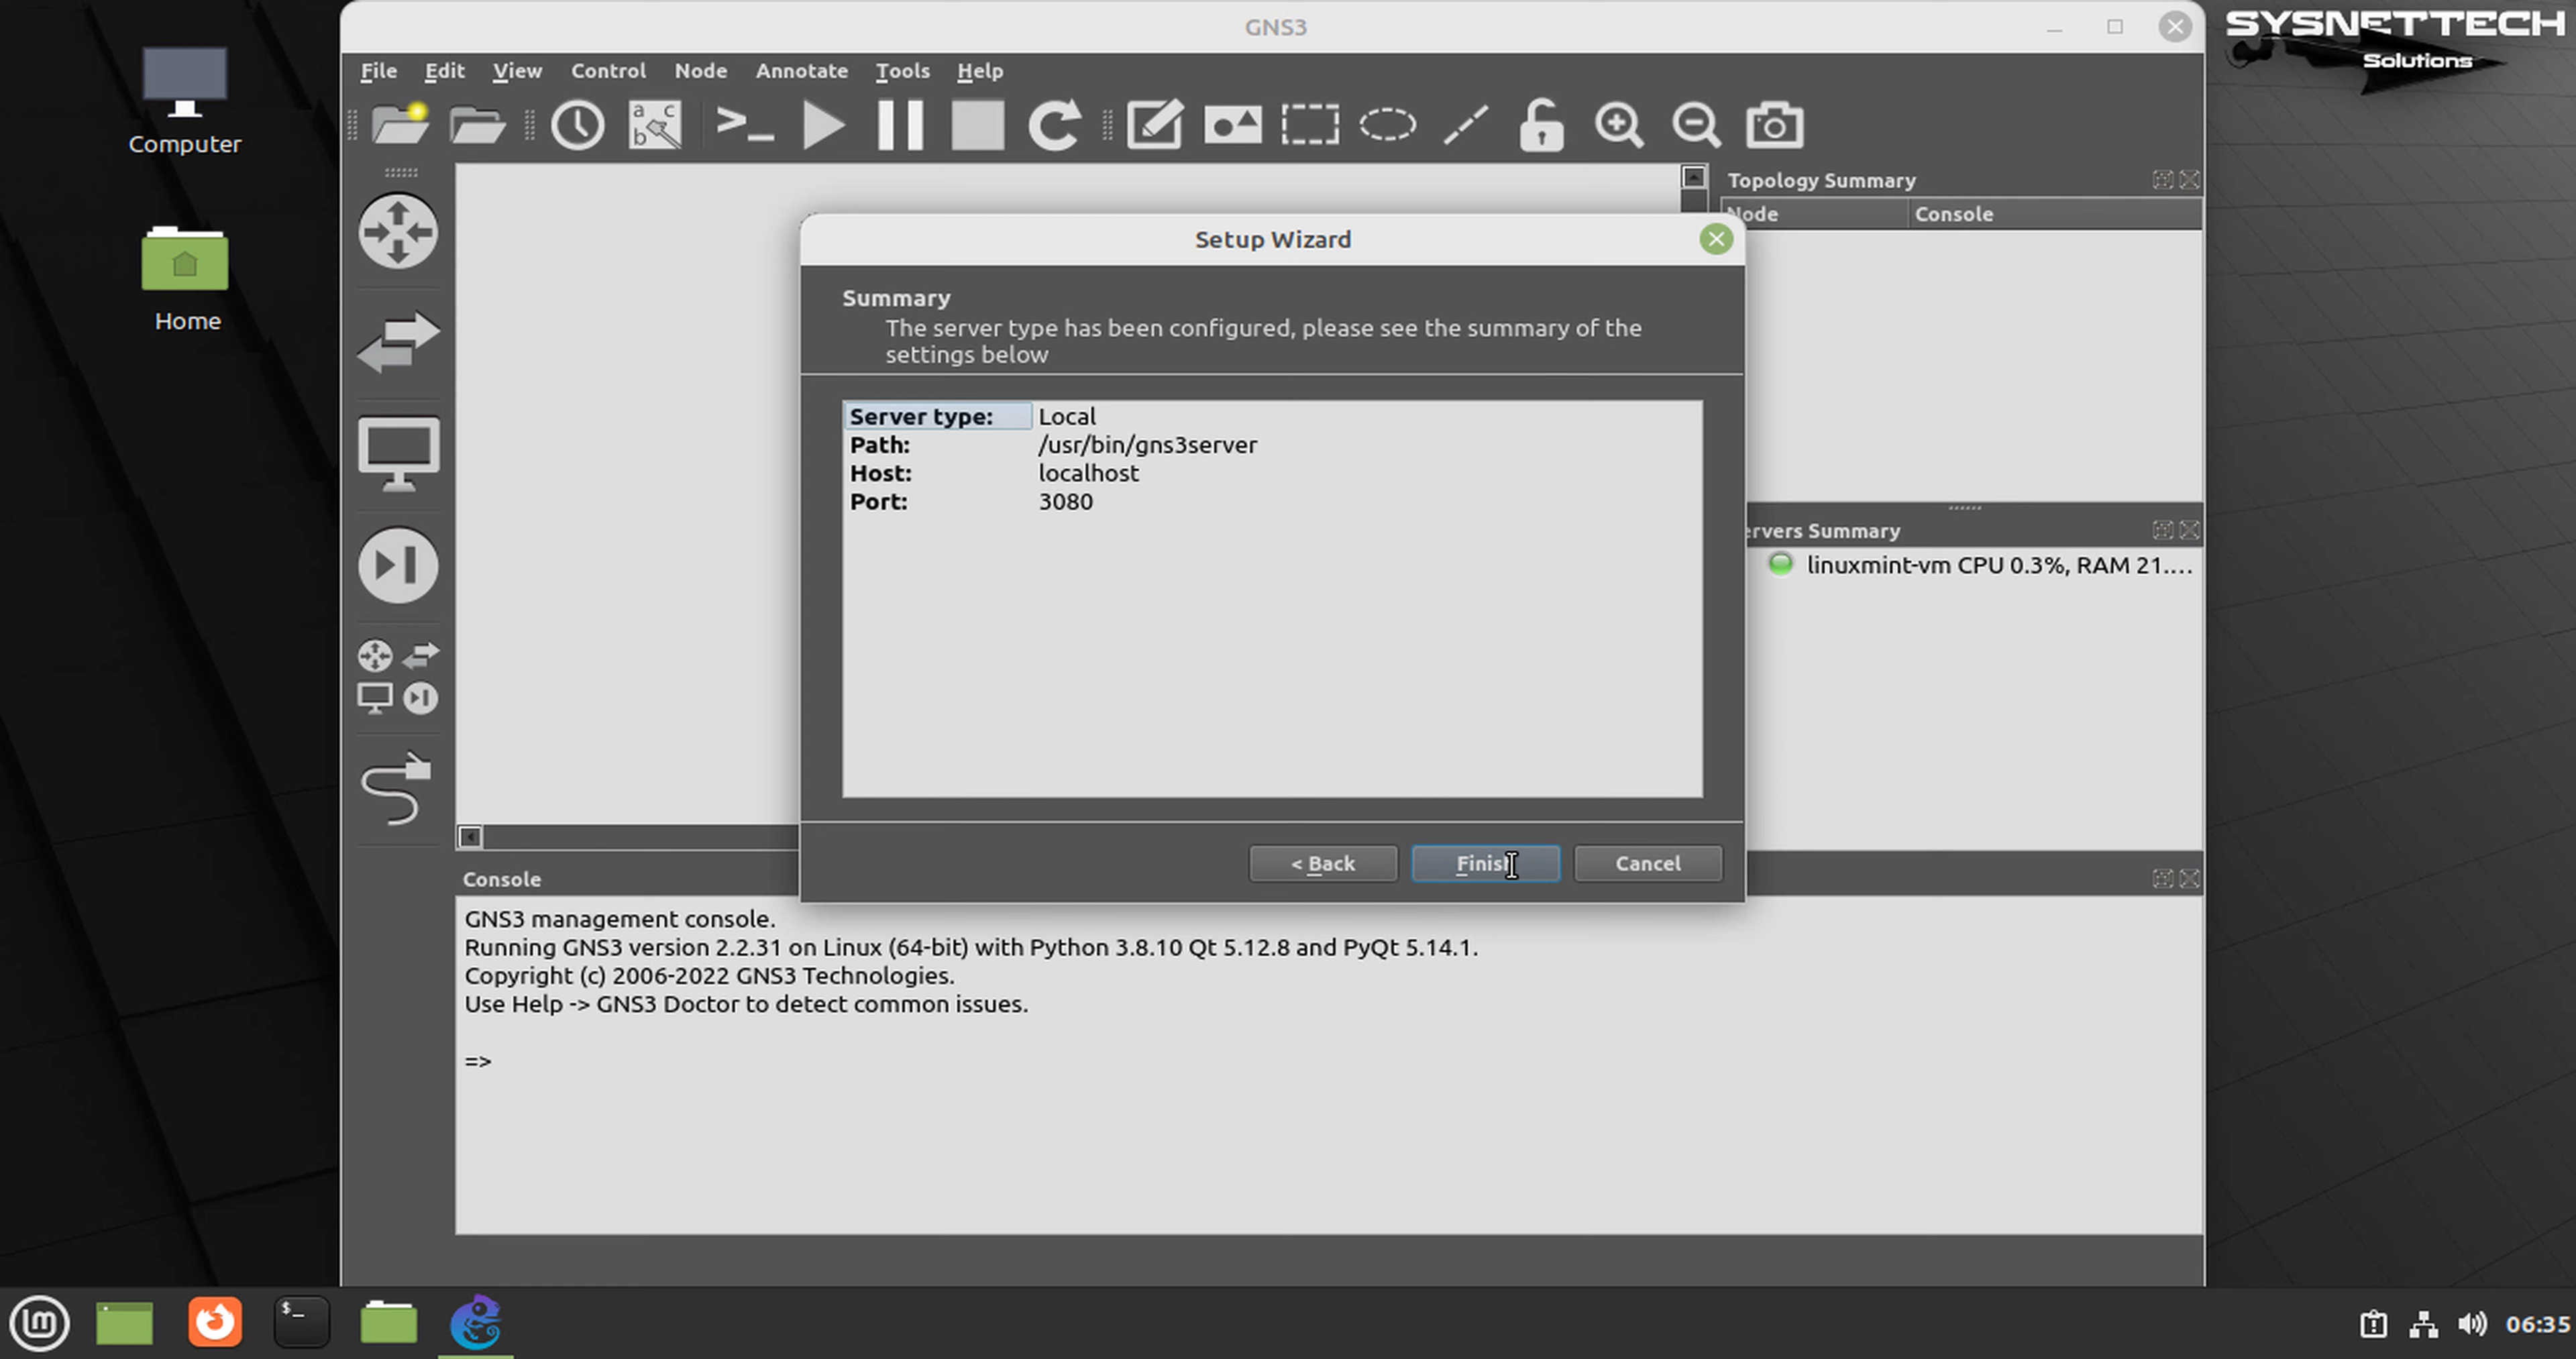 SYSNETTECH
Solutions
Computer
Home
GNS3
File Edit View Control Node Annotate Tools Help
a c
b
>_
Topology Summary
Node Console
Setup Wizard
Summary
The server type has been configured, please see the summary of the
settings below
Server type: Local
Path: /usr/bin/gns3server
Host: localhost
Port: 3080
< Back Finish Cancel
ervers Summary
linuxmint-vm CPU 0.3%, RAM 21....
Console
GNS3 management console.
Running GNS3 version 2.2.31 on Linux (64-bit) with Python 3.8.10 Qt 5.12.8 and PyQt 5.14.1.
Copyright (c) 2006-2022 GNS3 Technologies.
Use Help -> GNS3 Doctor to detect common issues.
=>
$_
06:35